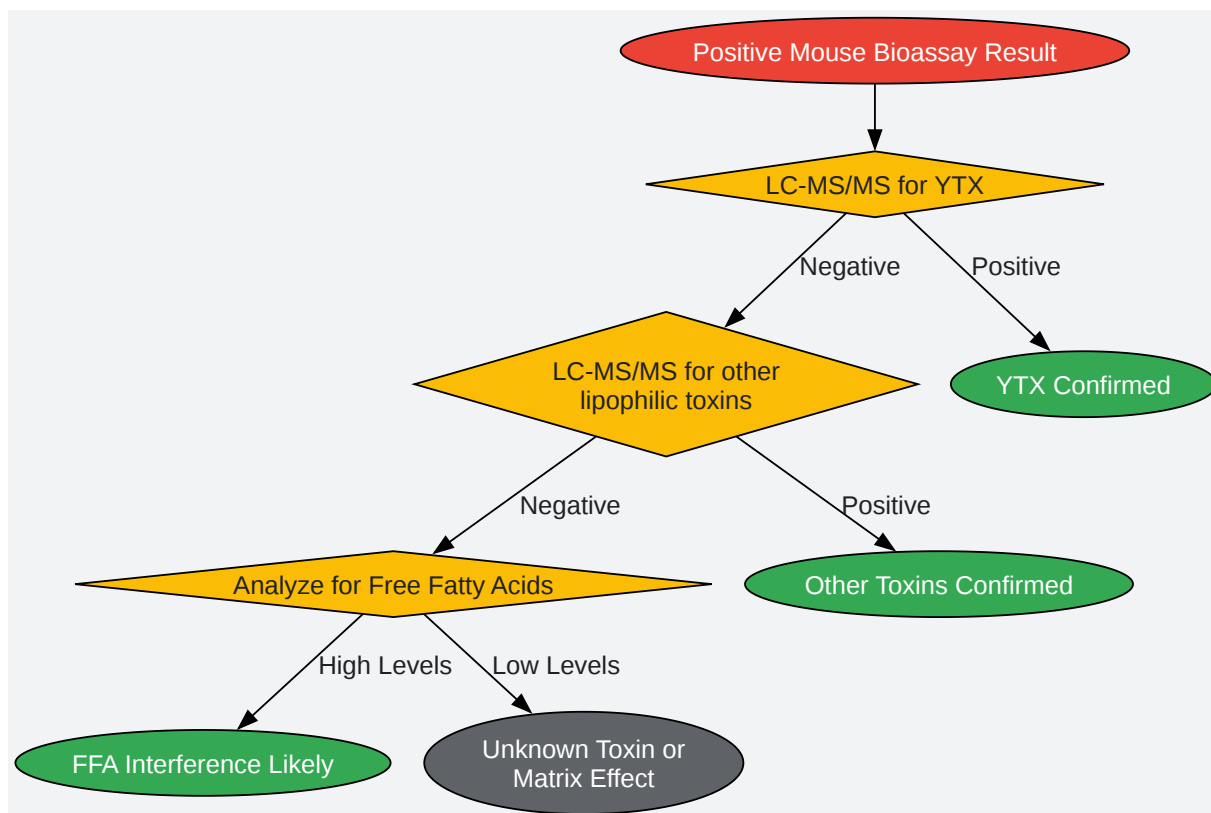 Positive Mouse Bioassay Result
LC-MS/MS for YTX
Negative
Positive
LC-MS/MS for other
lipophilic toxins
YTX Confirmed
Negative
Positive
Analyze for Free Fatty Acids
Other Toxins Confirmed
High Levels
Low Levels
FFA Interference Likely
Unknown Toxin or
Matrix Effect